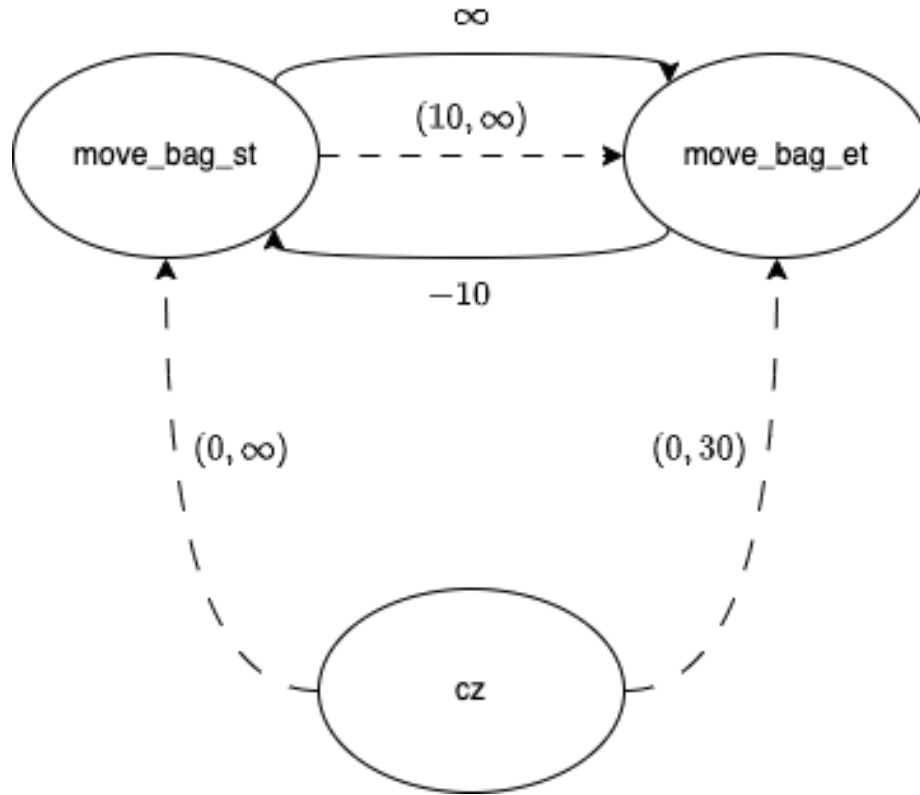 ∞
(10, ∞)
move_bag_st
move_bag_et
−10
(0, ∞)
(0, 30)
cz